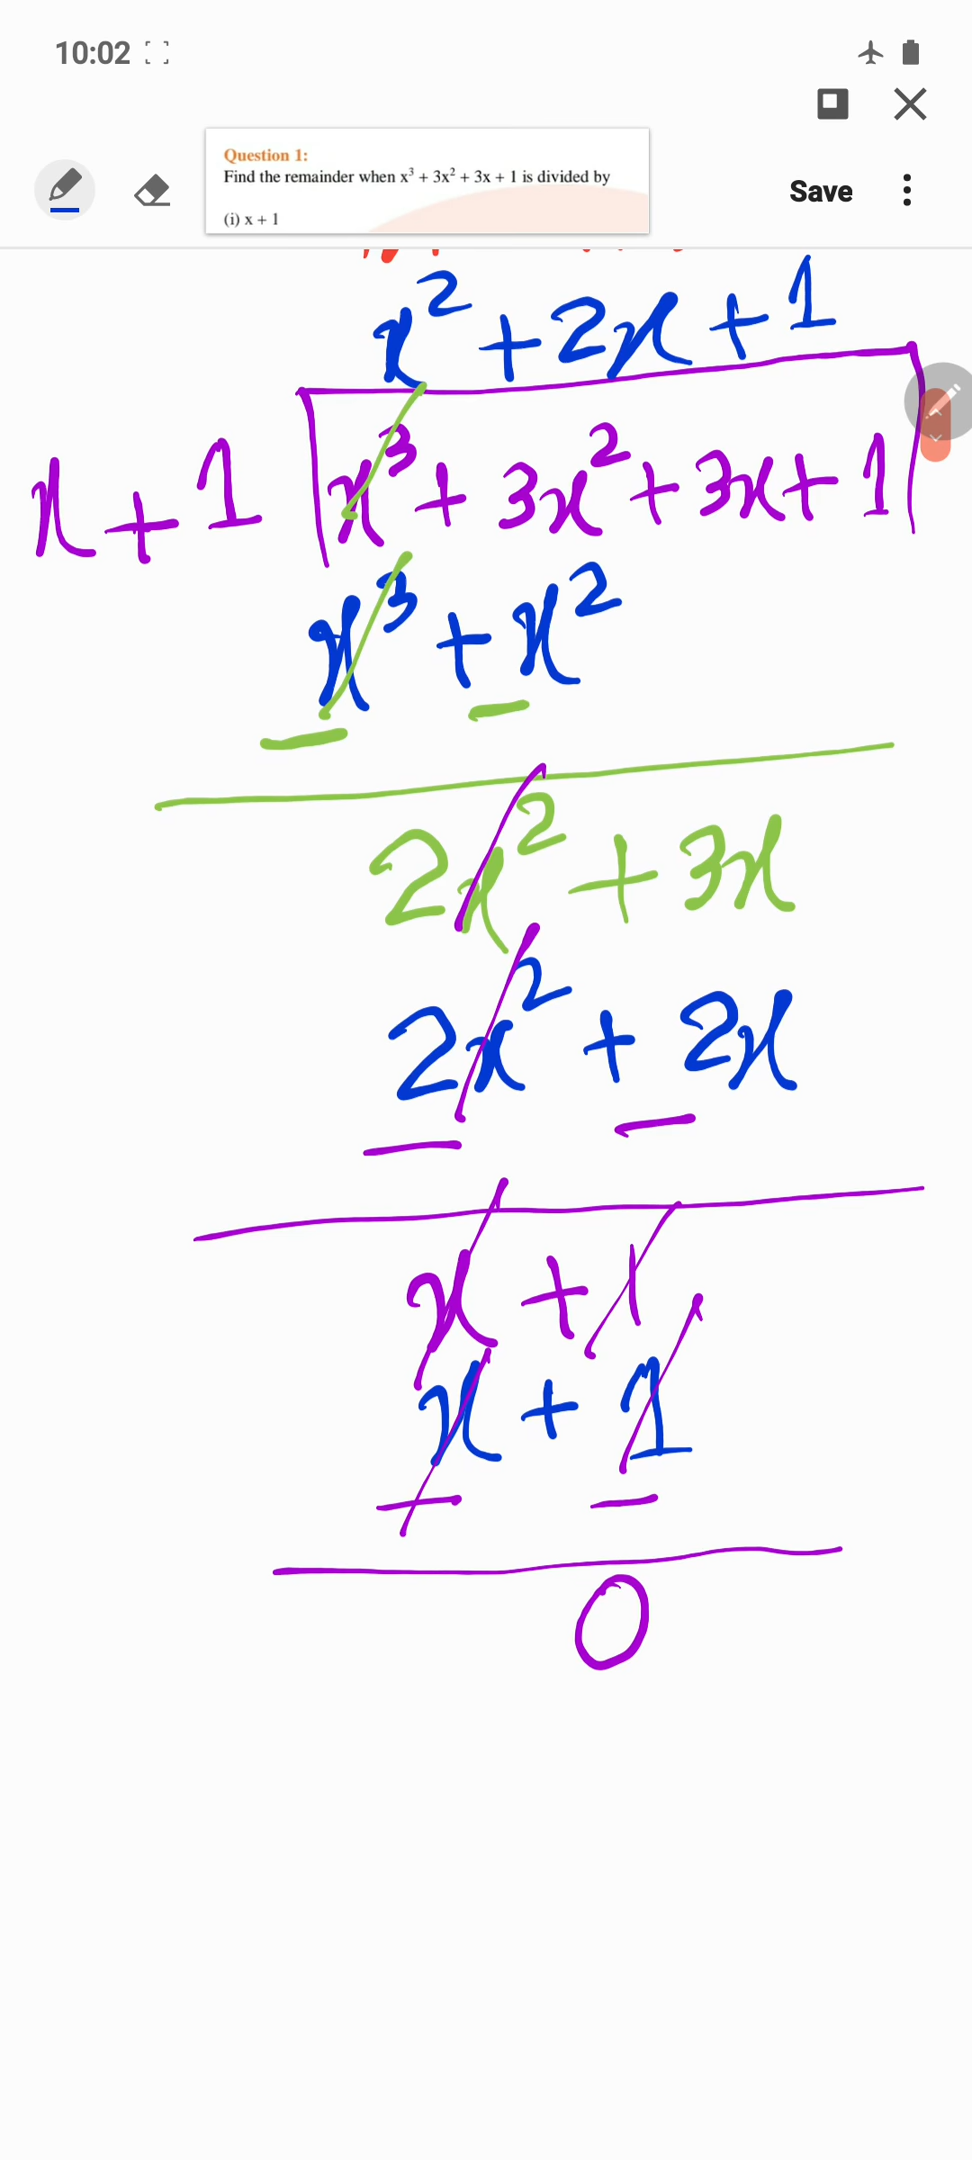 10:02
Question 1:
Find the remainder when x³ + 3x² + 3x + 1 is divided by
(i) x + 1
Save
x² + 2x + 1
x + 1 x³ + 3x² + 3x + 1
x³ + x²
− −
2x² + 3x
2x² + 2x
− −
x + 1
x + 1
− −
0